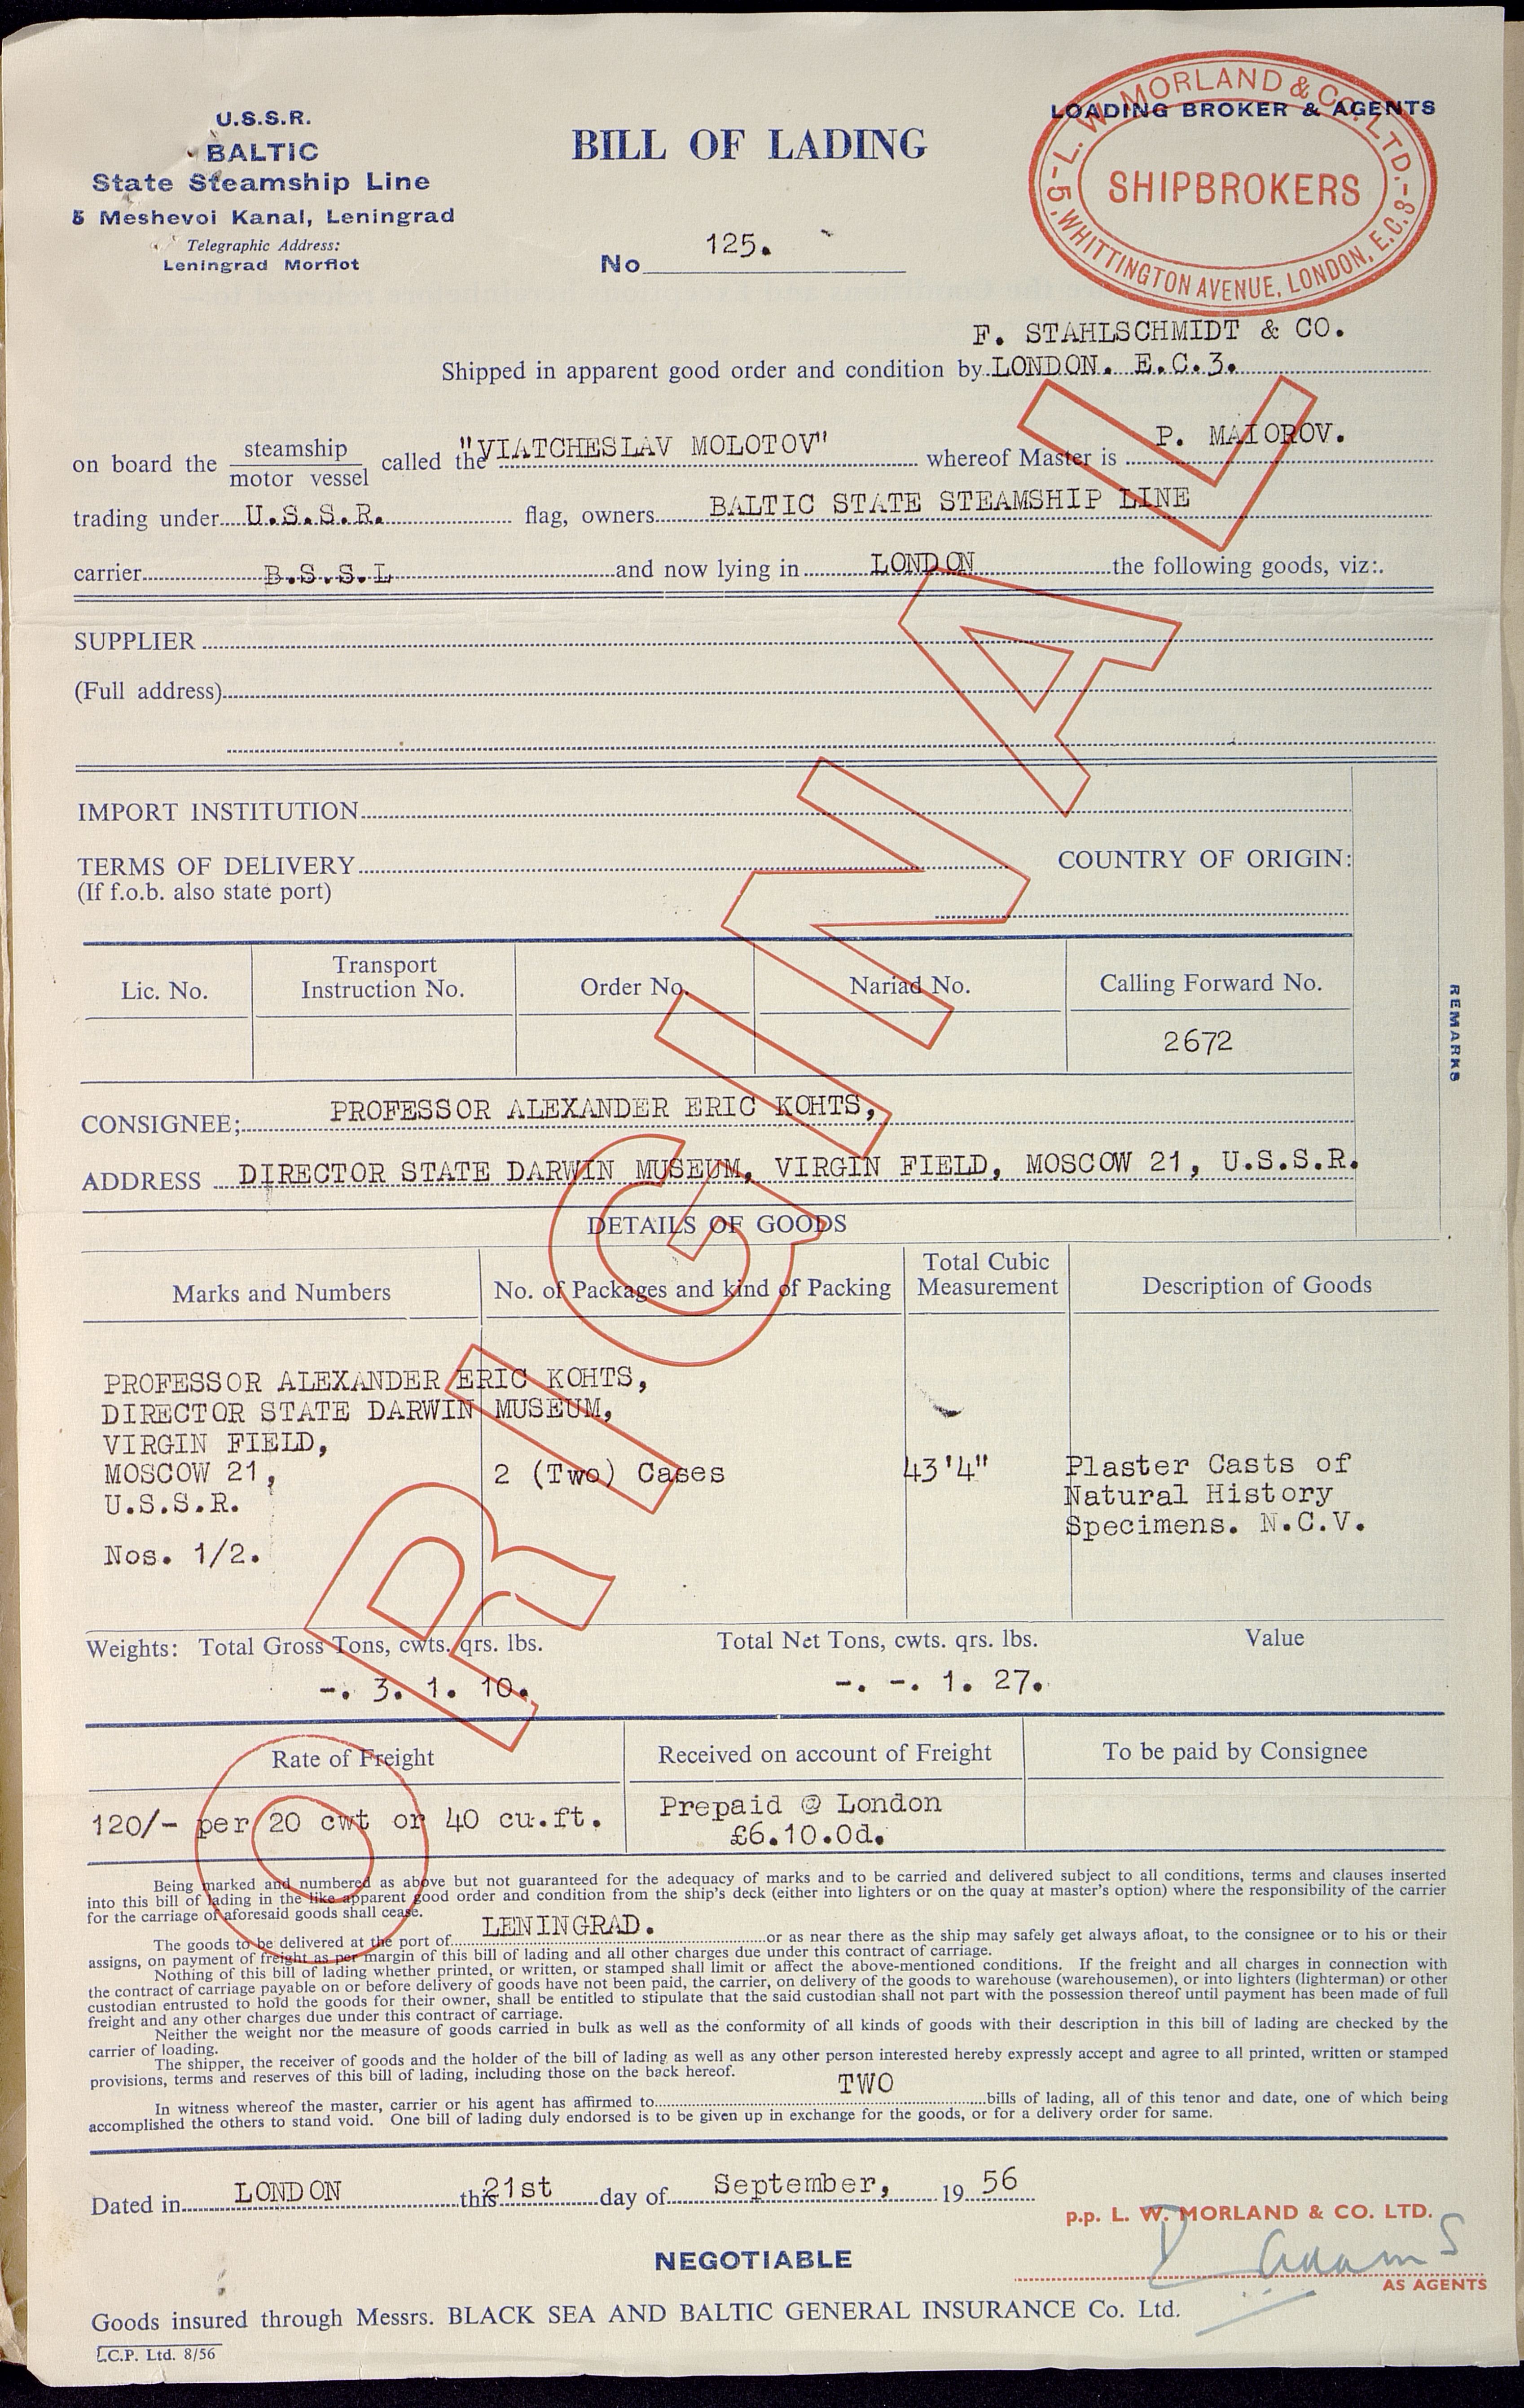 U.S.S.R.
BALTIC
State Steamship Line
5 Meshevoi Kanal, Leningrad
Telegraphic Address:
Leningrad Morflot
BILL OF LADING
No 125.
LOADING BROKER & AGENTS
L. W. MORLAND & CO. LTD.
SHIPBROKERS
5, WHITTINGTON AVENUE, LONDON, E.C.3
F. STAHLSCHMIDT & CO.
Shipped in apparent good order and condition by LONDON. E.C.3.
on board the steamship / motor vessel called the "VIATCHESLAV MOLOTOV" whereof Master is P. MAIOROV.
trading under U.S.S.R. flag, owners BALTIC STATE STEAMSHIP LINE
carrier B.S.S.L and now lying in LONDON the following goods, viz:.
SUPPLIER
(Full address)
IMPORT INSTITUTION
TERMS OF DELIVERY
(If f.o.b. also state port)
COUNTRY OF ORIGIN:
Lic. No.
Transport
Instruction No.
Order No.
Nariad No.
Calling Forward No.
2672
REMARKS
CONSIGNEE; PROFESSOR ALEXANDER ERIC KOHTS,
ADDRESS DIRECTOR STATE DARWIN MUSEUM, VIRGIN FIELD, MOSCOW 21, U.S.S.R.
DETAILS OF GOODS
Marks and Numbers
No. of Packages and kind of Packing
Total Cubic
Measurement
Description of Goods
PROFESSOR ALEXANDER ERIC KOHTS,
DIRECTOR STATE DARWIN MUSEUM,
VIRGIN FIELD,
MOSCOW 21,
U.S.S.R.
Nos. 1/2.
2 (Two) Cases
43'4"
Plaster Casts of
Natural History
Specimens. N.C.V.
Weights: Total Gross Tons, cwts. qrs. lbs.
-. 3. 1. 10.
Total Net Tons, cwts. qrs. lbs.
-. -. 1. 27.
Value
Rate of Freight
Received on account of Freight
To be paid by Consignee
120/- per 20 cwt or 40 cu.ft.
Prepaid @ London
£6.10.0d.
ORIGINAL
Being marked and numbered as above but not guaranteed for the adequacy of marks and to be carried and delivered subject to all conditions, terms and clauses inserted
into this bill of lading in the like apparent good order and condition from the ship's deck (either into lighters or on the quay at master's option) where the responsibility of the carrier
for the carriage of aforesaid goods shall cease.
The goods to be delivered at the port of LENINGRAD. or as near there as the ship may safely get always afloat, to the consignee or to his or their
assigns, on payment of freight as per margin of this bill of lading and all other charges due under this contract of carriage.
Nothing of this bill of lading whether printed, or written, or stamped shall limit or affect the above-mentioned conditions. If the freight and all charges in connection with
the contract of carriage payable on or before delivery of goods have not been paid, the carrier, on delivery of the goods to warehouse (warehousemen), or into lighters (lighterman) or other
custodian entrusted to hold the goods for their owner, shall be entitled to stipulate that the said custodian shall not part with the possession thereof until payment has been made of full
freight and any other charges due under this contract of carriage.
Neither the weight nor the measure of goods carried in bulk as well as the conformity of all kinds of goods with their description in this bill of lading are checked by the
carrier of loading.
The shipper, the receiver of goods and the holder of the bill of lading as well as any other person interested hereby expressly accept and agree to all printed, written or stamped
provisions, terms and reserves of this bill of lading, including those on the back hereof.
In witness whereof the master, carrier or his agent has affirmed to TWO bills of lading, all of this tenor and date, one of which being
accomplished the others to stand void. One bill of lading duly endorsed is to be given up in exchange for the goods, or for a delivery order for same.
Dated in LONDON this 21st day of September, 19 56
p.p. L. W. MORLAND & CO. LTD.
D Adams
AS AGENTS
NEGOTIABLE
Goods insured through Messrs. BLACK SEA AND BALTIC GENERAL INSURANCE Co. Ltd.
L.C.P. Ltd. 8/56